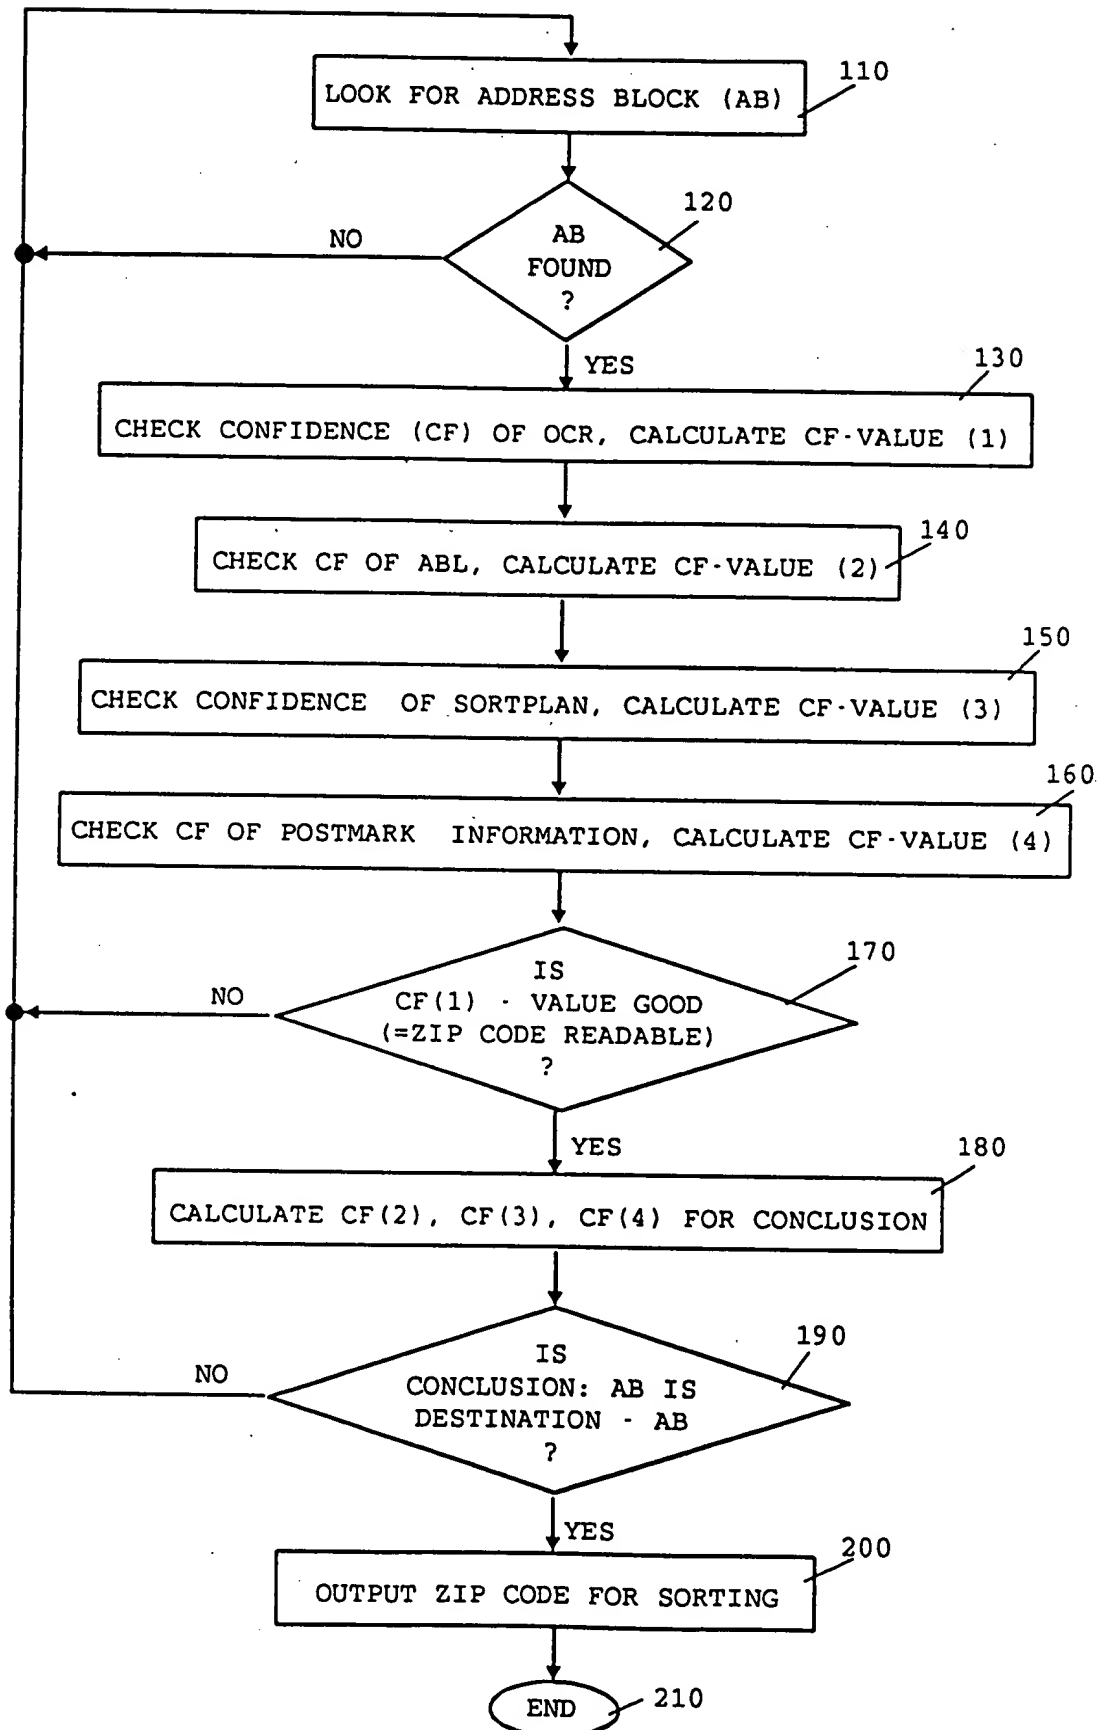 110
LOOK FOR ADDRESS BLOCK (AB)
120
AB
FOUND
?
NO
YES
130
CHECK CONFIDENCE (CF) OF OCR, CALCULATE CF-VALUE (1)
140
CHECK CF OF ABL, CALCULATE CF-VALUE (2)
150
CHECK CONFIDENCE OF SORTPLAN, CALCULATE CF-VALUE (3)
160
CHECK CF OF POSTMARK INFORMATION, CALCULATE CF-VALUE (4)
170
IS
CF(1) - VALUE GOOD
(=ZIP CODE READABLE)
?
NO
YES
180
CALCULATE CF(2), CF(3), CF(4) FOR CONCLUSION
190
IS
CONCLUSION: AB IS
DESTINATION - AB
?
NO
YES
200
OUTPUT ZIP CODE FOR SORTING
END
210